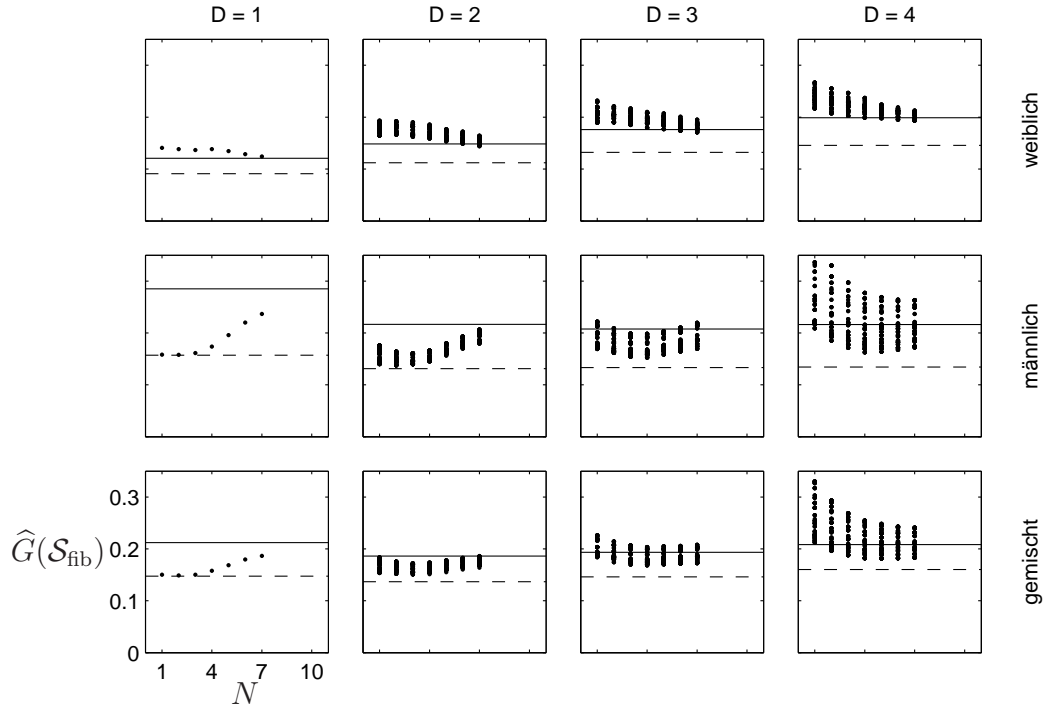 D = 1 D = 2 D = 3 D = 4
weiblich
männlich
gemischt
0.3
0.2
0.1
0
Ĝ(𝒮fib)
1 4 7 10
N